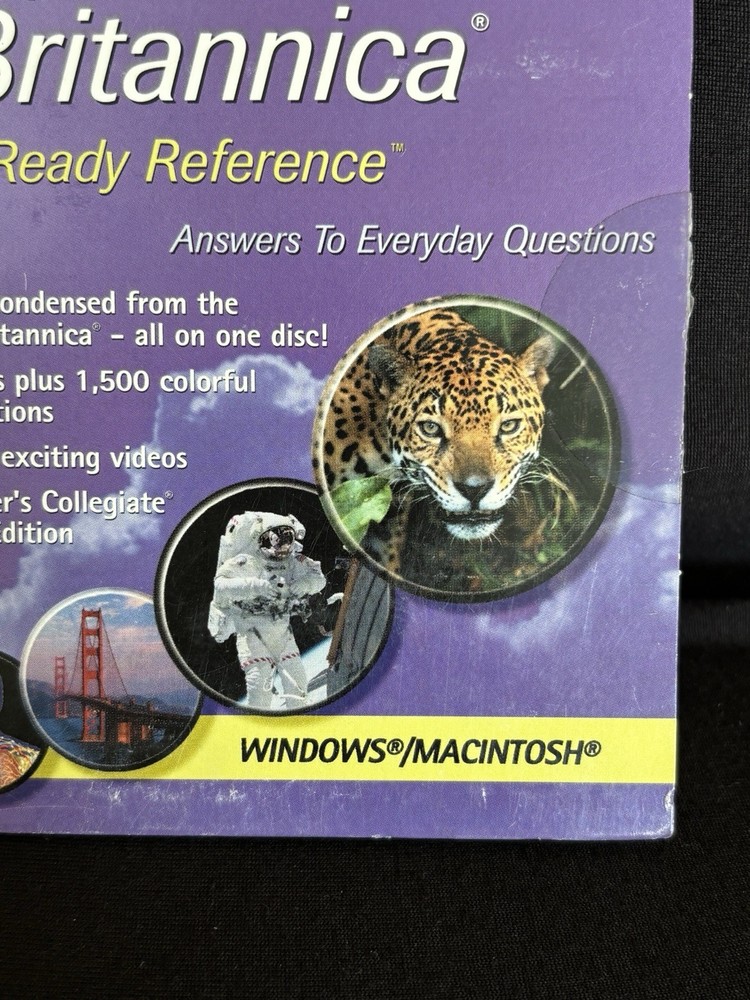 Britannica®
Ready Reference™
Answers To Everyday Questions
ondensed from the
tannica® – all on one disc!
s plus 1,500 colorful
tions
exciting videos
er's Collegiate®
Edition
WINDOWS®/MACINTOSH®